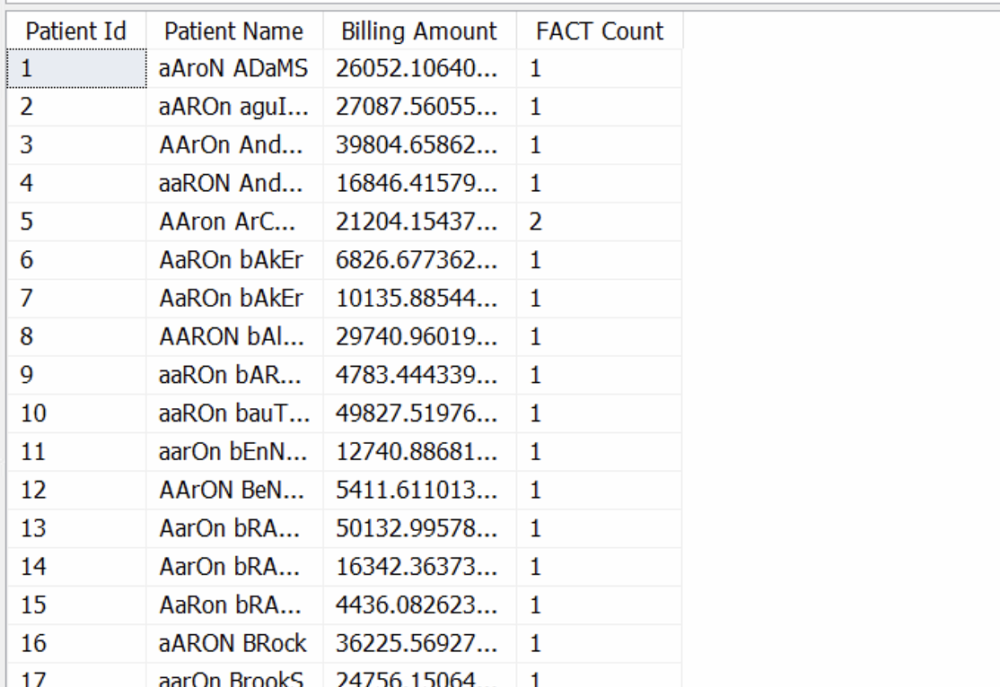 Patient Id Patient Name Billing Amount FACT Count
1 aAroN ADaMS 26052.10640... 1
2 aAROn aguI... 27087.56055... 1
3 AArOn And... 39804.65862... 1
4 aaRON And... 16846.41579... 1
5 AAron ArC... 21204.15437... 2
6 AaROn bAkEr 6826.677362... 1
7 AaROn bAkEr 10135.88544... 1
8 AARON bAl... 29740.96019... 1
9 aaROn bAR... 4783.444339... 1
10 aaROn bauT... 49827.51976... 1
11 aarOn bEnN... 12740.88681... 1
12 AArON BeN... 5411.611013... 1
13 AarOn bRA... 50132.99578... 1
14 AarOn bRA... 16342.36373... 1
15 AaRon bRA... 4436.082623... 1
16 aARON BRock 36225.56927... 1
17 aarOn BrookS 24756.15064... 1